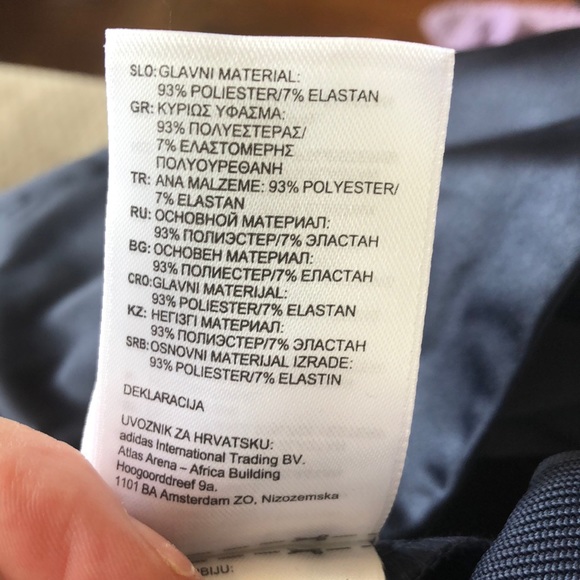 SLO: GLAVNI MATERIAL:
93% POLIESTER/7% ELASTAN
GR: ΚΥΡΙΩΣ ΥΦΑΣΜΑ:
93% ΠΟΛΥΕΣΤΕΡΑΣ/
7% ΕΛΑΣΤΟΜΕΡΗΣ
ΠΟΛΥΟΥΡΕΘΑΝΗ
TR: ANA MALZEME: 93% POLYESTER/
7% ELASTAN
RU: ОСНОВНОЙ МАТЕРИАЛ:
93% ПОЛИЭСТЕР/7% ЭЛАСТАН
BG: ОСНОВЕН МАТЕРИАЛ:
93% ПОЛИЕСТЕР/7% ЕЛАСТАН
CRO: GLAVNI MATERIJAL:
93% POLIESTER/7% ELASTAN
KZ: НЕГІЗГІ МАТЕРИАЛ:
93% ПОЛИЭСТЕР/7% ЭЛАСТАН
SRB: OSNOVNI MATERIJAL IZRADE:
93% POLIESTER/7% ELASTIN
DEKLARACIJA
UVOZNIK ZA HRVATSKU:
adidas International Trading BV.
Atlas Arena – Africa Building
Hoogoorddreef 9a.
1101 BA Amsterdam ZO, Nizozemska